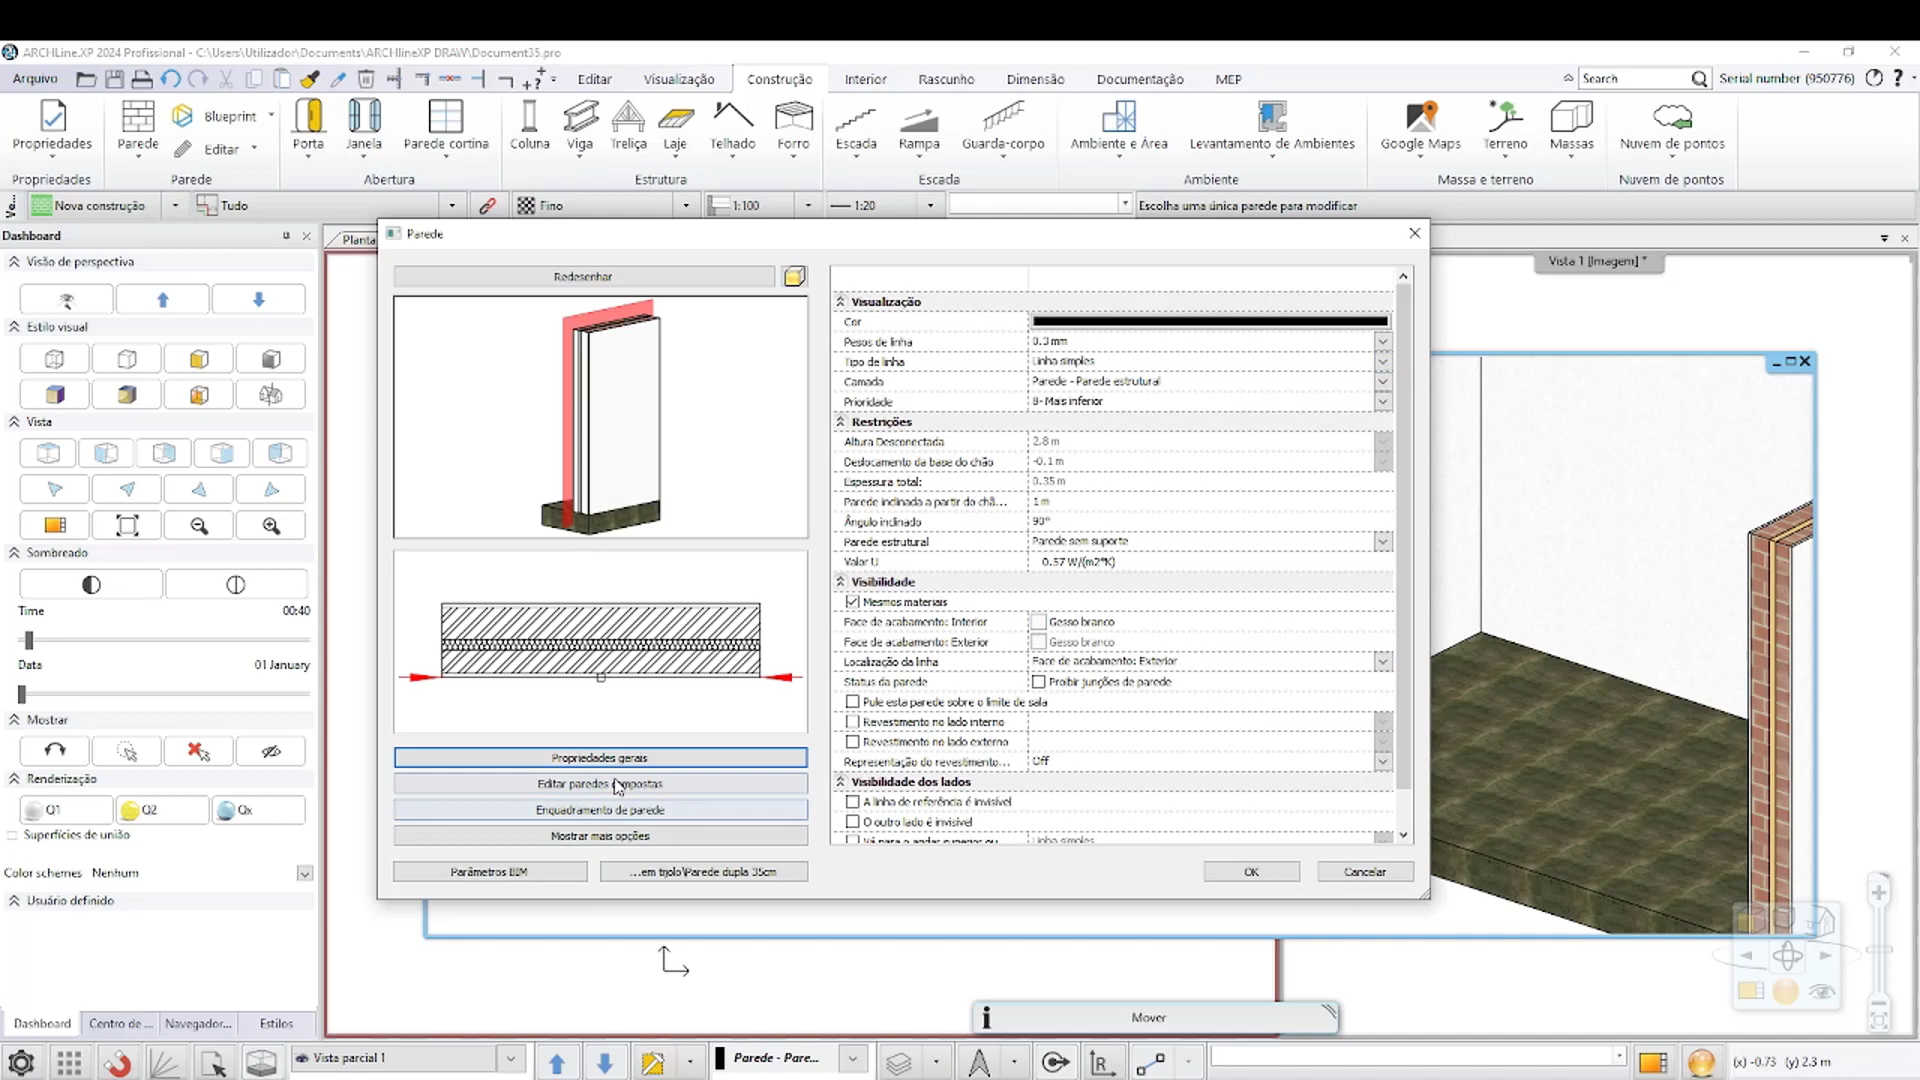 ARCHLine.XP 2024 Profissional - C:\Users\Utilizador\Documents\ARCHlineXP DRAW\Document35.pro
Arquivo Editar Visualização Construção Interior Rascunho Dimensão Documentação MEP Search Serial number (950776) ?
Propriedades Parede Blueprint Editar Porta Janela Parede cortina Coluna Viga Treliça Laje Telhado Forro Escada Rampa Guarda-corpo Ambiente e Área Levantamento de Ambientes Google Maps Terreno Massas Nuvem de pontos
Propriedades Parede Abertura Estrutura Escada Ambiente Massa e terreno Nuvem de pontos
Nova construção Tudo Fino 1:100 1:20 Escolha uma única parede para modificar
Dashboard
Planta
Vista 1 [Imagem] *
Visão de perspectiva
Estilo visual
Vista
Sombreado
Time 00:40
Data 01 January
Mostrar
Renderização
Q1 Q2 Qx
Superfícies de união
Color schemes Nenhum
Usuário definido
Dashboard Centro de ... Navegador... Estilos
Parede
Redesenhar
Propriedades gerais
Enquadramento de parede
Mostrar mais opções
Parâmetros BIM ...em tijolo\Parede dupla 35cm
Visualização
Cor
Pesos de linha 0.3 mm
Tipo de linha Linha simples
Camada Parede - Parede estrutural
Prioridade 8- Mais inferior
Restrições
Altura Desconectada 2.8 m
Deslocamento da base do chão -0.1 m
Espessura total: 0.35 m
Parede inclinada a partir do chã... 1 m
Ângulo inclinado 90°
Parede estrutural Parede sem suporte
Valor U 0.57 W/(m2*K)
Visibilidade
Mesmos materiais
Face de acabamento: Interior Gesso branco
Face de acabamento: Exterior Gesso branco
Localização da linha Face de acabamento: Exterior
Status da parede Proibir junções de parede
Pule esta parede sobre o limite de sala
Revestimento no lado interno
Revestimento no lado externo
Representação do revestimento... Off
Visibilidade dos lados
A linha de referência é invisível
O outro lado é invisível
OK Cancelar
Mover
Vista parcial 1 Parede - Pare... (x) -0.73 (y) 2.3 m